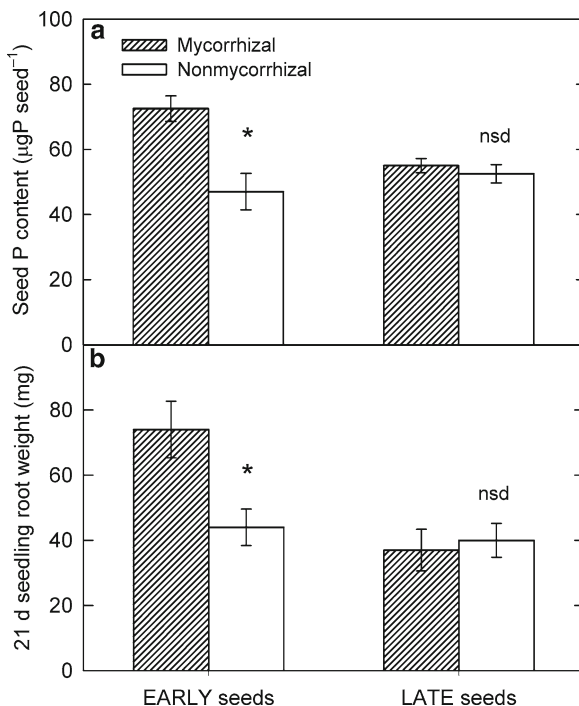 a
Mycorrhizal
Nonmycorrhizal
Seed P content (µgP seed⁻¹)
100
80
60
40
20
0
*
nsd
b
21 d seedling root weight (mg)
80
60
40
20
0
*
nsd
EARLY seeds
LATE seeds